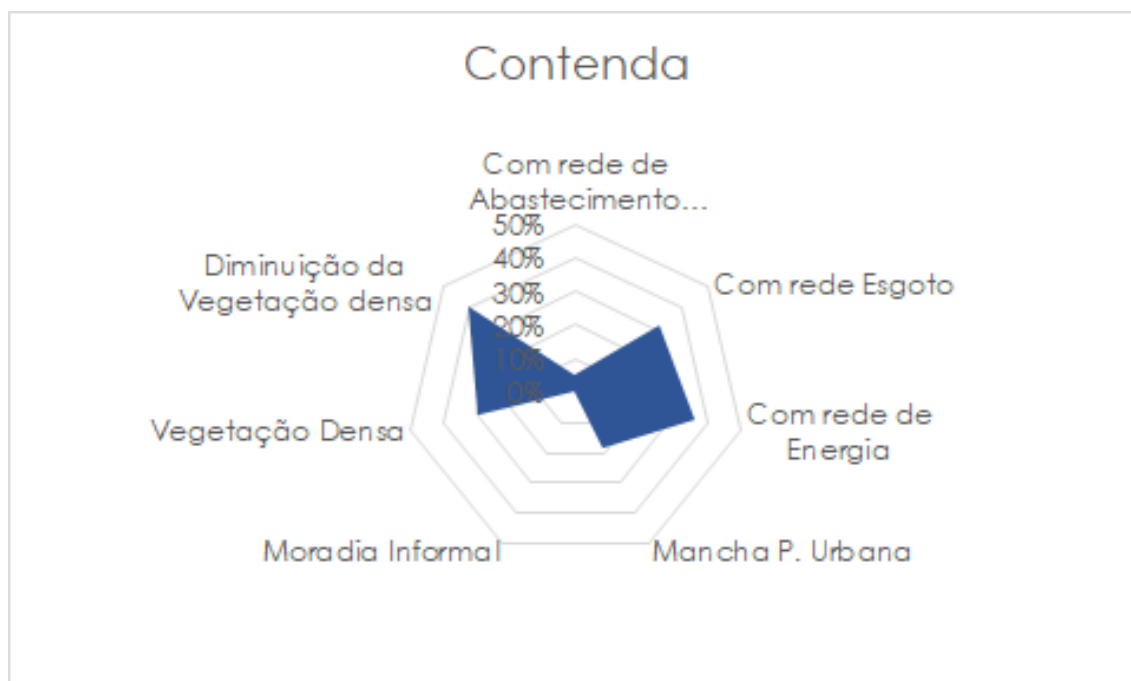 Contenda
Com rede de
Abastecimento...
50%
40%
30%
20%
10%
0%
Com rede Esgoto
Com rede de
Energia
Mancha P. Urbana
Moradia Informal
Vegetação Densa
Diminuição da
Vegetação densa